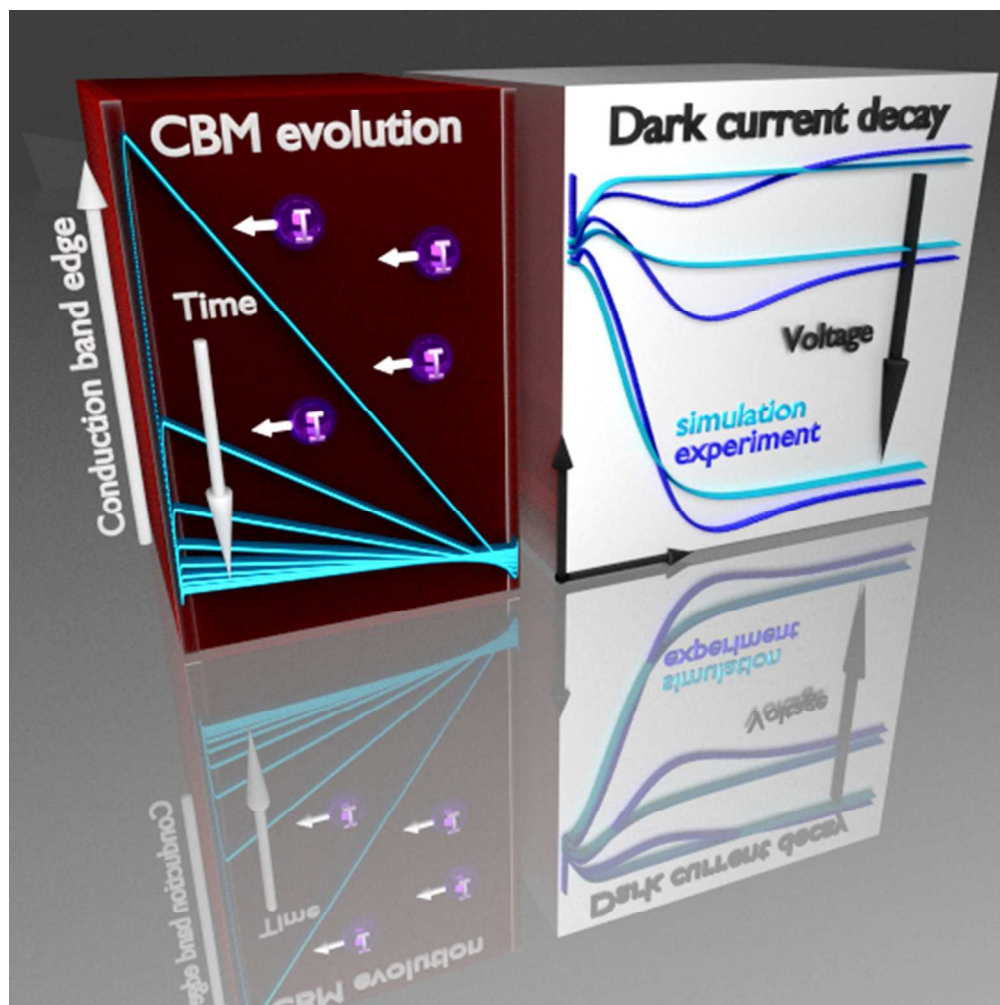 CBM evolution
Conduction band edge
Time
Dark current decay
Voltage
simulation
experiment